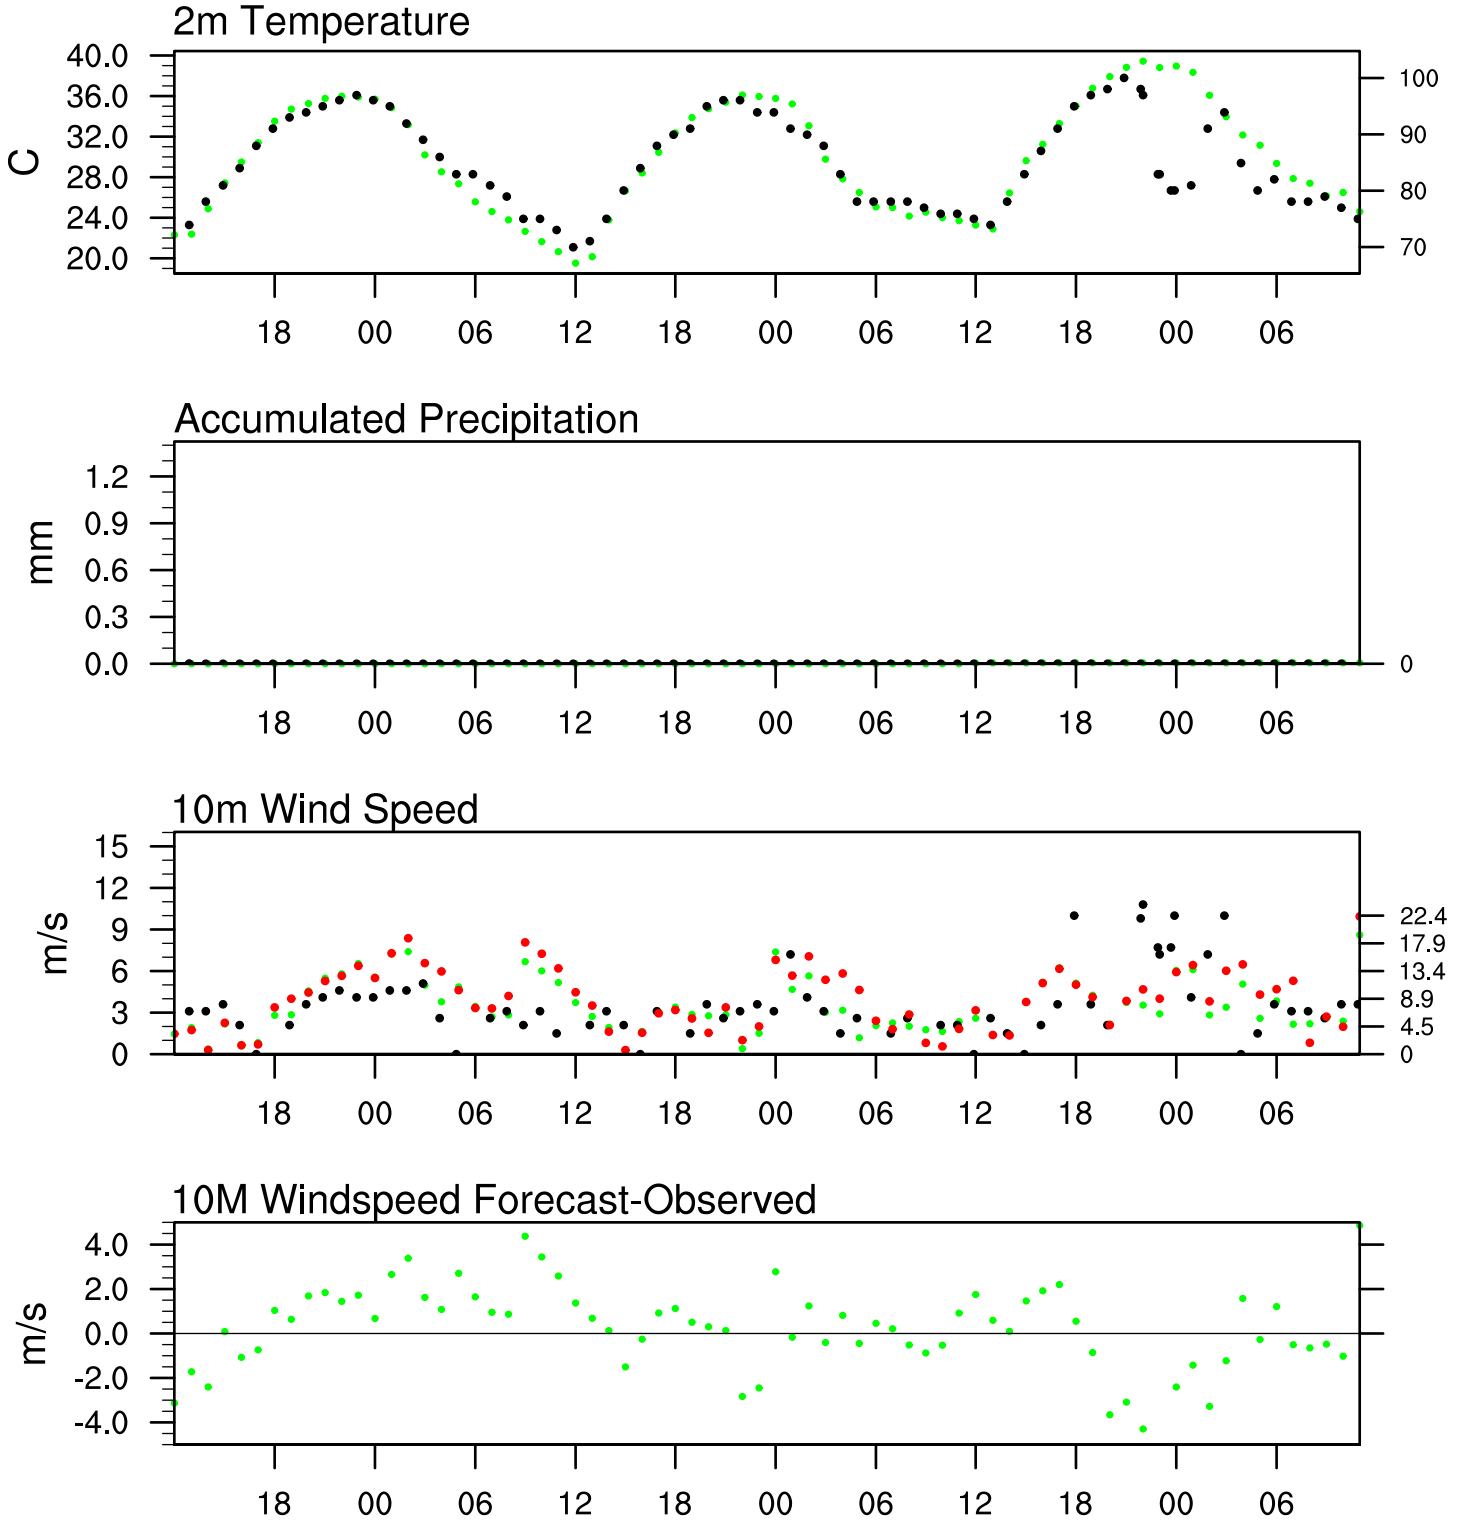 2m Temperature
40.0
36.0
32.0
28.0
24.0
20.0
C
100
90
80
70
18 00 06 12 18 00 06 12 18 00 06
Accumulated Precipitation
1.2
0.9
0.6
0.3
0.0
mm
0
18 00 06 12 18 00 06 12 18 00 06
10m Wind Speed
15
12
9
6
3
0
m/s
22.4
17.9
13.4
8.9
4.5
0
18 00 06 12 18 00 06 12 18 00 06
10M Windspeed Forecast-Observed
4.0
2.0
0.0
-2.0
-4.0
m/s
18 00 06 12 18 00 06 12 18 00 06